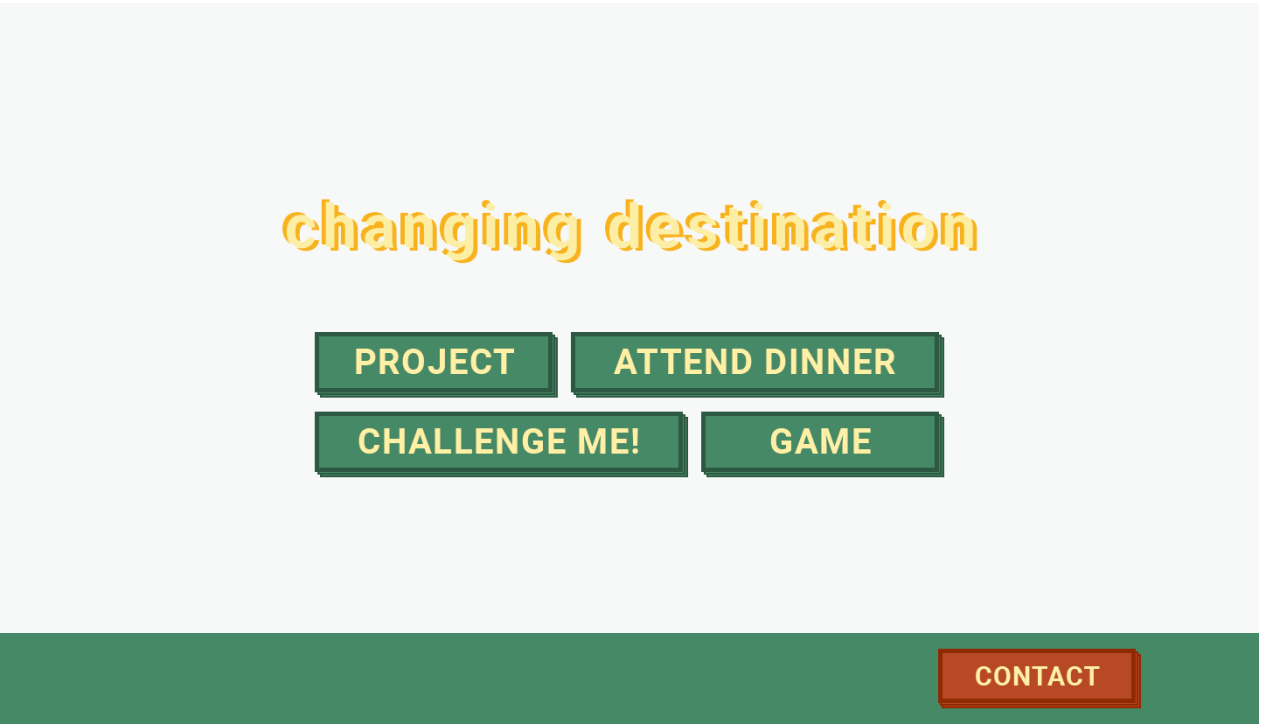 changing destination
PROJECT
ATTEND DINNER
CHALLENGE ME!
GAME
CONTACT